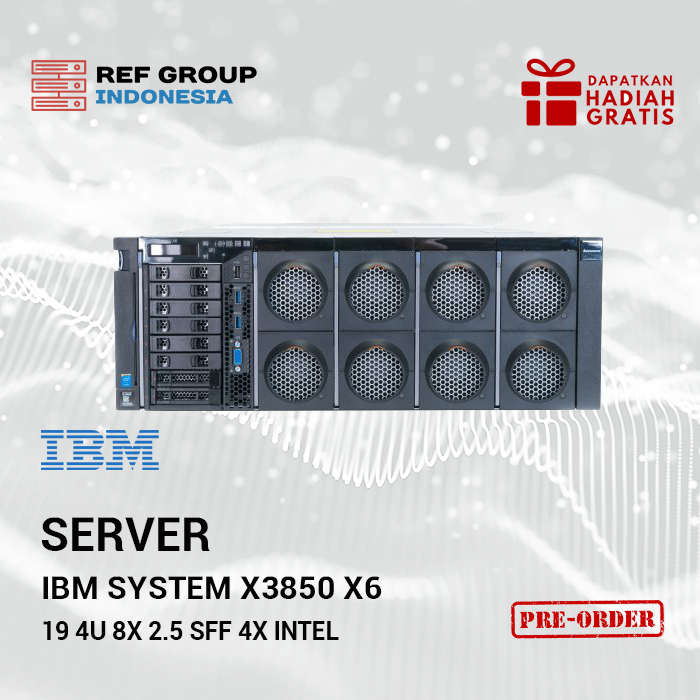 REF GROUP
INDONESIA
DAPATKAN
HADIAH
GRATIS
IBM
SERVER
IBM SYSTEM X3850 X6
19 4U 8X 2.5 SFF 4X INTEL
PRE-ORDER